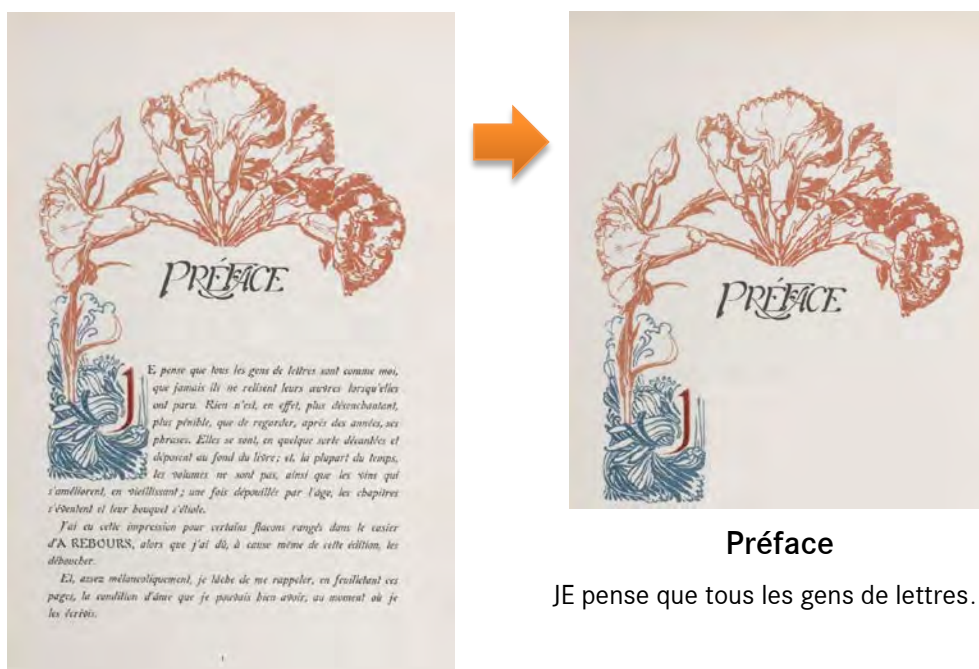 PRÉFACE
JE pense que tous les gens de lettres sont comme moi,
que jamais ils ne relisent leurs œuvres lorsqu'elles
ont paru. Rien n'est, en effet, plus désenchantant,
plus pénible, que de regarder, après des années, ses
phrases. Elles se sont, en quelque sorte décantées et
déposent au fond du livre; et, la plupart du temps,
les volumes ne sont pas, ainsi que les vins qui
s'améliorent, en vieillissant; une fois dépouillés par l'âge, les chapitres
s'éventent et leur bouquet s'étiole.
J'ai eu cette impression pour certains flacons rangés dans le casier
d'A REBOURS, alors que j'ai dû, à cause même de cette édition, les
déboucher.
Et, assez mélancoliquement, je tâche de me rappeler, en feuilletant ces
pages, la condition d'âme que je pouvais bien avoir, au moment où je
les écrivis.
PRÉFACE
J
Préface
JE pense que tous les gens de lettres.